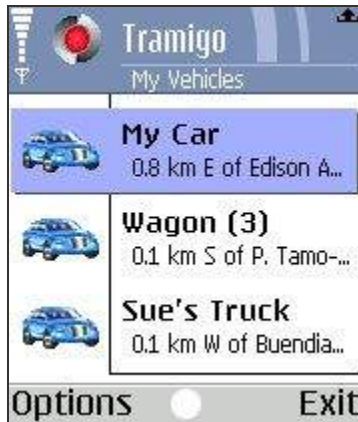 Tramigo
My Vehicles
My Car
0.8 km E of Edison A...
Wagon (3)
0.1 km S of P. Tamo-...
Sue's Truck
0.1 km W of Buendia...
Options
Exit